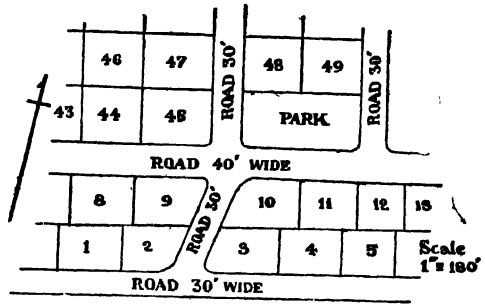 46 47 ROAD 30' 48 49 ROAD 30'
43 44 45 PARK
ROAD 40' WIDE
8 9 ROAD 30' 10 11 12 13
1 2 3 4 5 Scale
1"= 180'
ROAD 30' WIDE